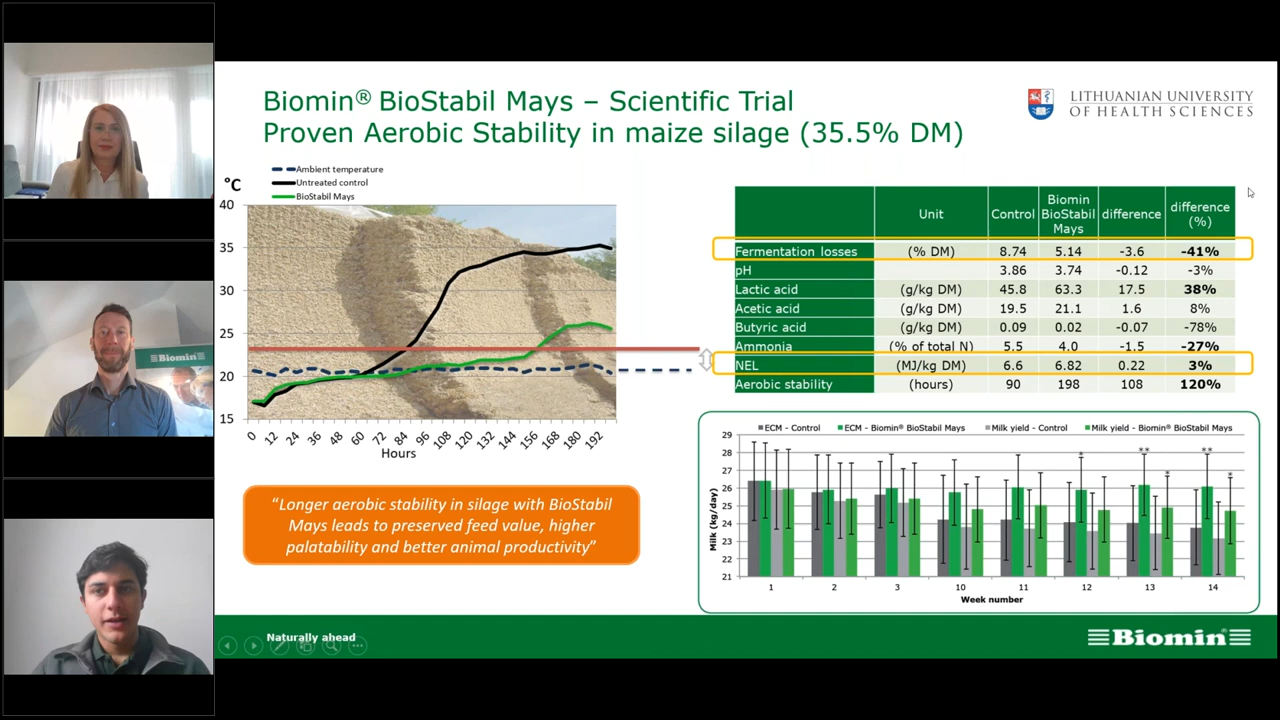 Biomin® BioStabil Mays – Scientific Trial
Proven Aerobic Stability in maize silage (35.5% DM)
LITHUANIAN UNIVERSITY
OF HEALTH SCIENCES
°C
Ambient temperature
Untreated control
BioStabil Mays
40
35
30
25
20
15
0 12 24 36 48 60 72 84 96 108 120 132 144 156 168 180 192
Hours
Unit Control Biomin BioStabil Mays difference difference (%)
Fermentation losses (% DM) 8.74 5.14 -3.6 -41%
pH 3.86 3.74 -0.12 -3%
Lactic acid (g/kg DM) 45.8 63.3 17.5 38%
Acetic acid (g/kg DM) 19.5 21.1 1.6 8%
Butyric acid (g/kg DM) 0.09 0.02 -0.07 -78%
Ammonia (% of total N) 5.5 4.0 -1.5 -27%
NEL (MJ/kg DM) 6.6 6.82 0.22 3%
Aerobic stability (hours) 90 198 108 120%
"Longer aerobic stability in silage with BioStabil
Mays leads to preserved feed value, higher
palatability and better animal productivity"
ECM - Control ECM - Biomin® BioStabil Mays Milk yield - Control Milk yield - Biomin® BioStabil Mays
Milk (kg/day)
29
28
27
26
25
24
23
22
21
* ** * ** *
1 2 3 10 11 12 13 14
Week number
Naturally ahead
Biomin®
Biomin®